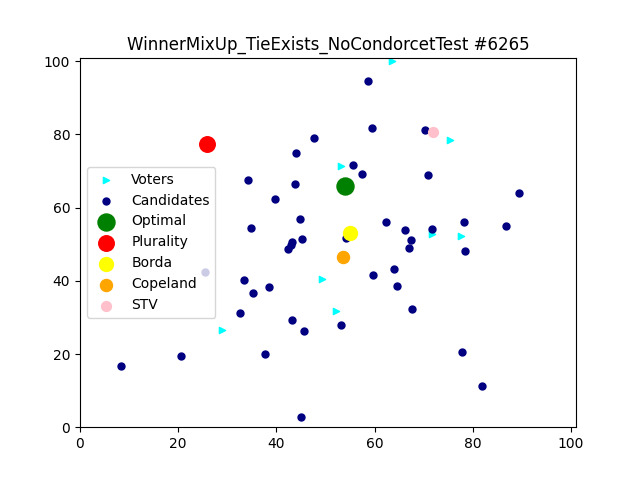 WinnerMixUp_TieExists_NoCondorcetTest #6265
100
80
60
40
20
0
Voters
Candidates
Optimal
Plurality
Borda
Copeland
STV
0 20 40 60 80 100